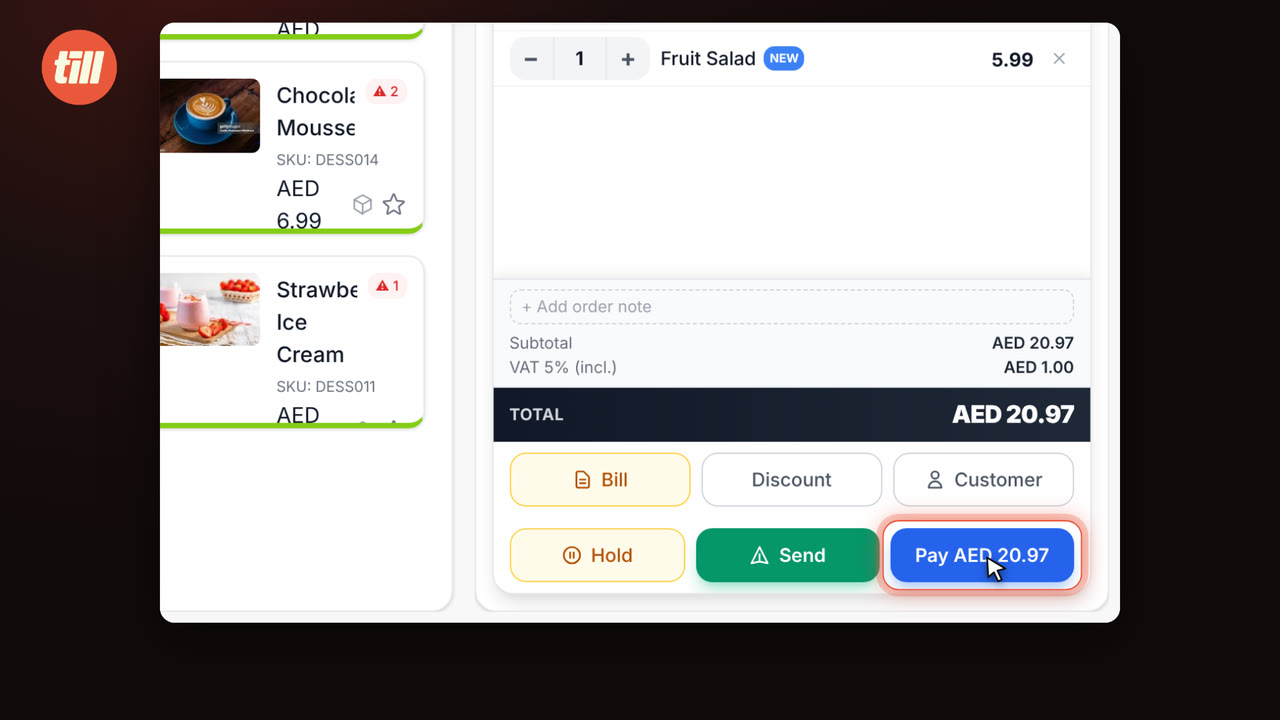 till
AED
Chocola
2
Mousse
SKU: DESS014
AED
6.99
Strawbe
1
Ice
Cream
SKU: DESS011
AED
− 1 + Fruit Salad NEW 5.99 ×
+ Add order note
Subtotal AED 20.97
VAT 5% (incl.) AED 1.00
TOTAL AED 20.97
Bill Discount Customer
Hold Send Pay AED 20.97